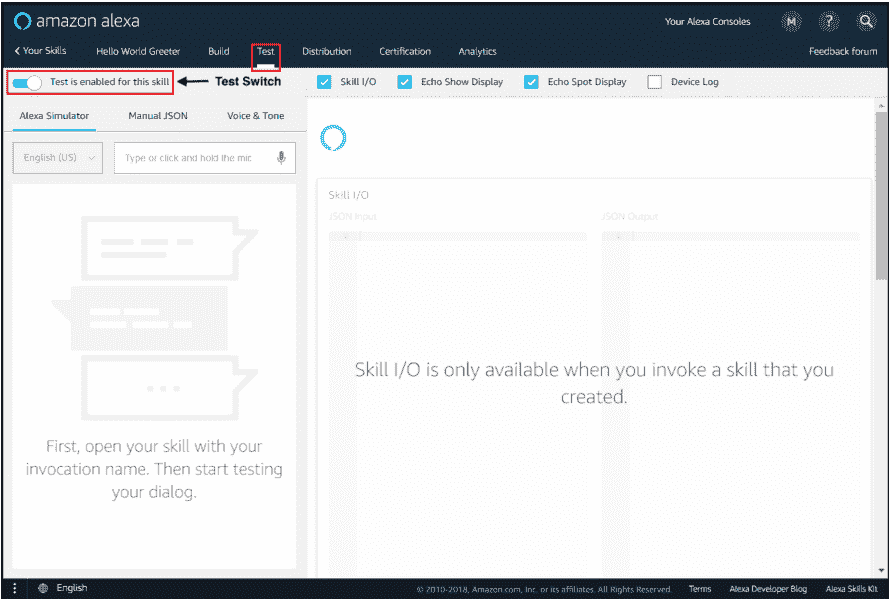 amazon alexa
Your Alexa Consoles
M
?
Your Skills
Hello World Greeter
Build
Test
Distribution
Certification
Analytics
Feedback forum
Test is enabled for this skill
Test Switch
Skill I/O
Echo Show Display
Echo Spot Display
Device Log
Alexa Simulator
Manual JSON
Voice & Tone
English (US)
Type or click and hold the mic
Skill I/O
JSON Input
JSON Output
Skill I/O is only available when you invoke a skill that you
created.
First, open your skill with your
invocation name. Then start testing
your dialog.
English
© 2010-2018, Amazon.com, Inc. or its affiliates. All Rights Reserved.
Terms
Alexa Developer Blog
Alexa Skills Kit